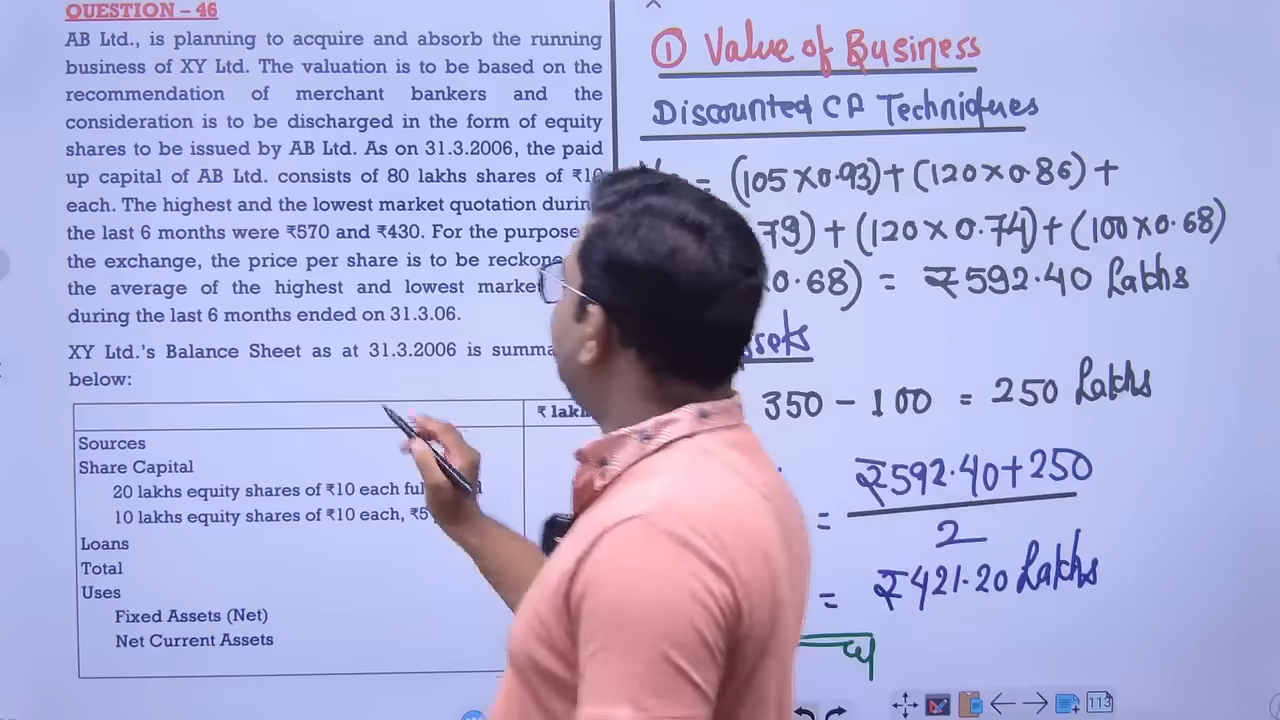 QUESTION – 46
AB Ltd., is planning to acquire and absorb the running
business of XY Ltd. The valuation is to be based on the
recommendation of merchant bankers and the
consideration is to be discharged in the form of equity
shares to be issued by AB Ltd. As on 31.3.2006, the paid
up capital of AB Ltd. consists of 80 lakhs shares of ₹10
each. The highest and the lowest market quotation durin
the last 6 months were ₹570 and ₹430. For the purpose
the exchange, the price per share is to be reckone
the average of the highest and lowest market
during the last 6 months ended on 31.3.06.
XY Ltd.'s Balance Sheet as at 31.3.2006 is summa
below:
₹ lakh
Sources
Share Capital
20 lakhs equity shares of ₹10 each ful
10 lakhs equity shares of ₹10 each, ₹5
Loans
Total
Uses
Fixed Assets (Net)
Net Current Assets
① Value of Business
Discounted CF Techniques
= (105×0.93)+(120×0.86)+
79)+(120×0.74)+(100×0.68)
×0.68) = ₹592.40 Lakhs
ssets
350 - 100 = 250 Lakhs
= ₹592.40+250
2
= ₹421.20 Lakhs
113